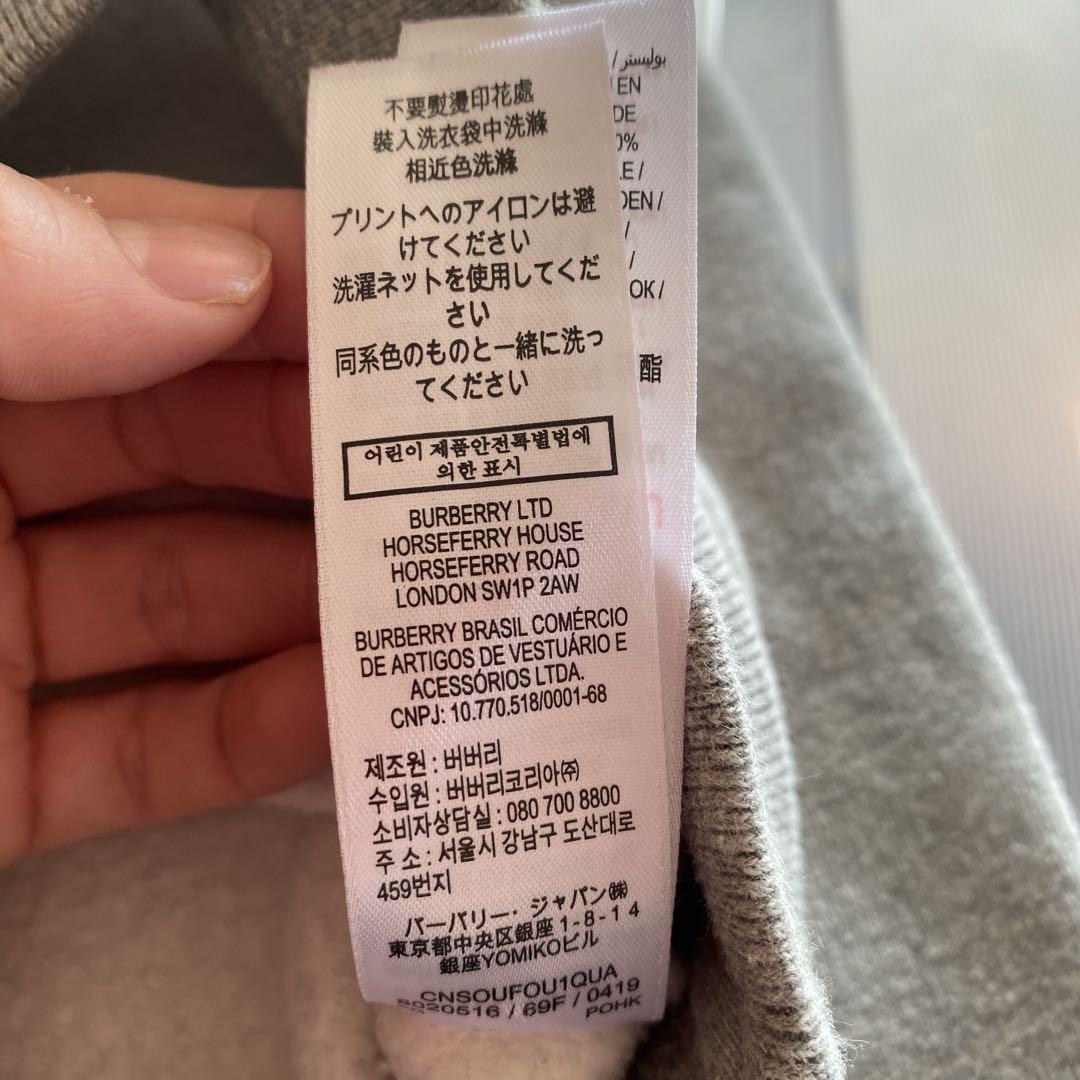 不要熨燙印花處
裝入洗衣袋中洗滌
相近色洗滌
プリントへのアイロンは避
けてください
洗濯ネットを使用してくだ
さい
同系色のものと一緒に洗っ
てください
어린이 제품안전특별법에
의한 표시
BURBERRY LTD
HORSEFERRY HOUSE
HORSEFERRY ROAD
LONDON SW1P 2AW
BURBERRY BRASIL COMÉRCIO
DE ARTIGOS DE VESTUÁRIO E
ACESSÓRIOS LTDA.
CNPJ: 10.770.518/0001-68
제조원 : 버버리
수입원 : 버버리코리아㈜
소비자상담실 : 080 700 8800
주 소 : 서울시 강남구 도산대로
459번지
バーバリー・ジャパン㈱
東京都中央区銀座 1-8-14
銀座YOMIKOビル
CNSOUFOU1QUA
8020516 / 69F / 0419
POHK
/ بوليستر
EN
DE
0%
LE /
DEN /
/
/
OK /
酯